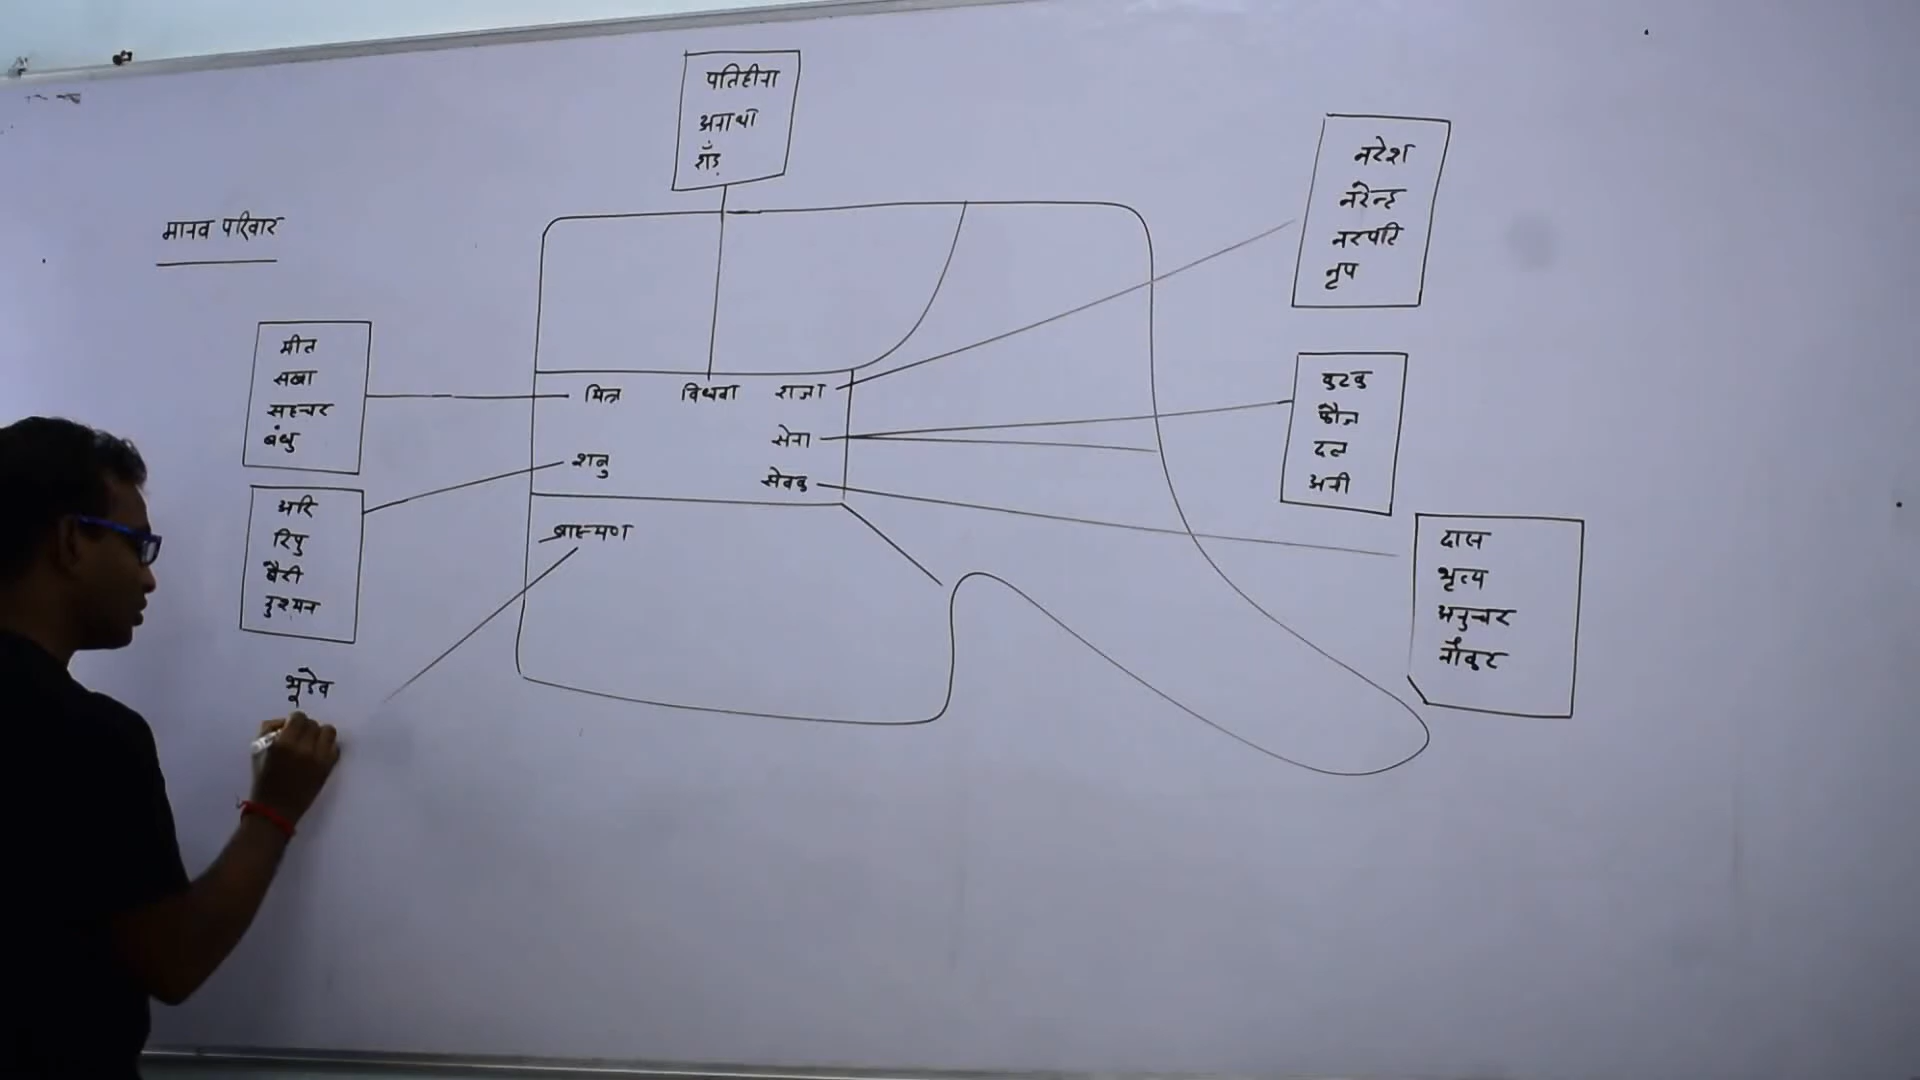 पतिहीना
अनाथा
राँड़
मानव परिवार
नरेश
नरेन्द्र
नरपति
नृप
मीत
सखा
सहचर
बंधु
मित्र विधवा राजा
सेना
शत्रु
सेवक
कटक
फौज
दल
अनी
अरि
रिपु
बैरी
दुश्मन
ब्राह्मण
दास
भृत्य
अनुचर
नौकर
भूदेव